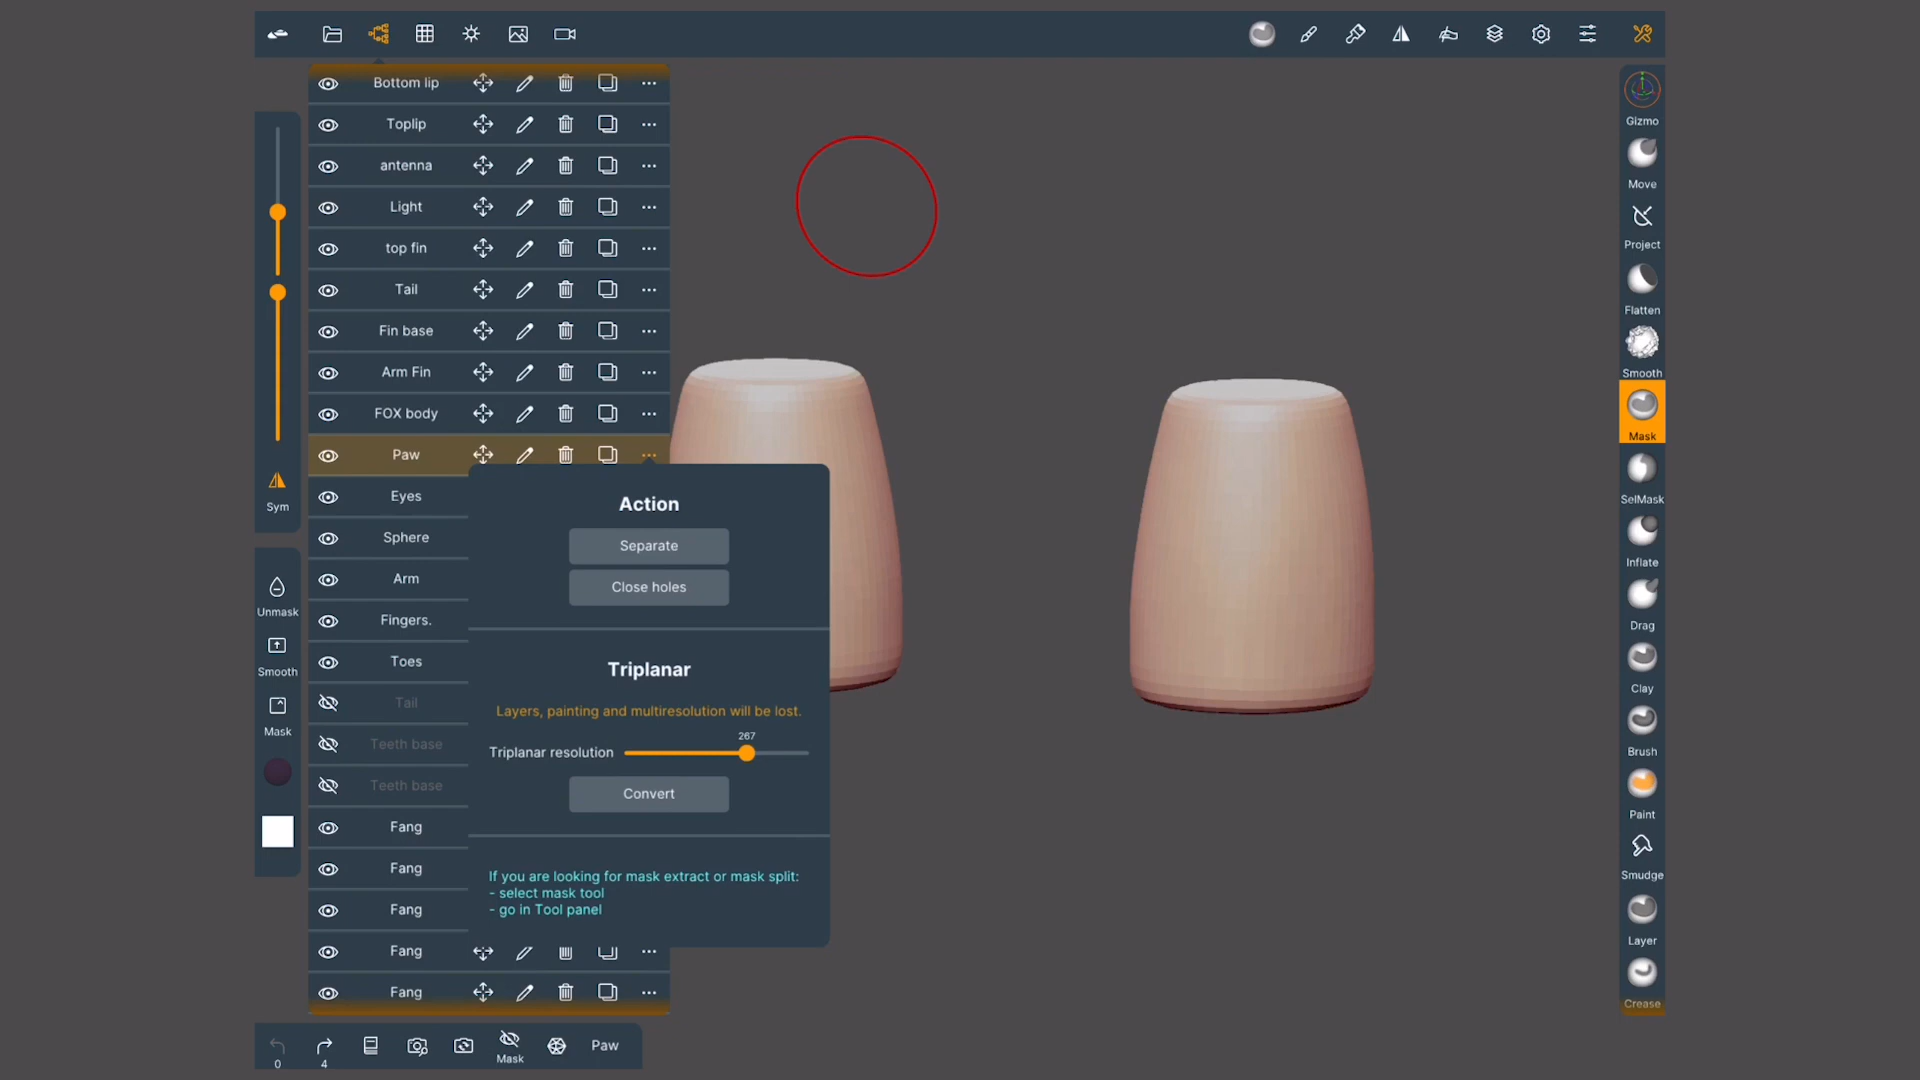 Bottom lip
Toplip
antenna
Light
top fin
Tail
Fin base
Arm Fin
FOX body
Paw
Eyes
Sphere
Arm
Fingers.
Toes
Tail
Teeth base
Teeth base
Fang
Fang
Fang
Fang
Fang
Sym
Unmask
Smooth
Mask
Action
Separate
Close holes
Triplanar
Layers, painting and multiresolution will be lost.
267
Triplanar resolution
Convert
If you are looking for mask extract or mask split:
- select mask tool
- go in Tool panel
Gizmo
Move
Project
Flatten
Smooth
Mask
SelMask
Inflate
Drag
Clay
Brush
Paint
Smudge
Layer
Crease
0
4
Mask
Paw